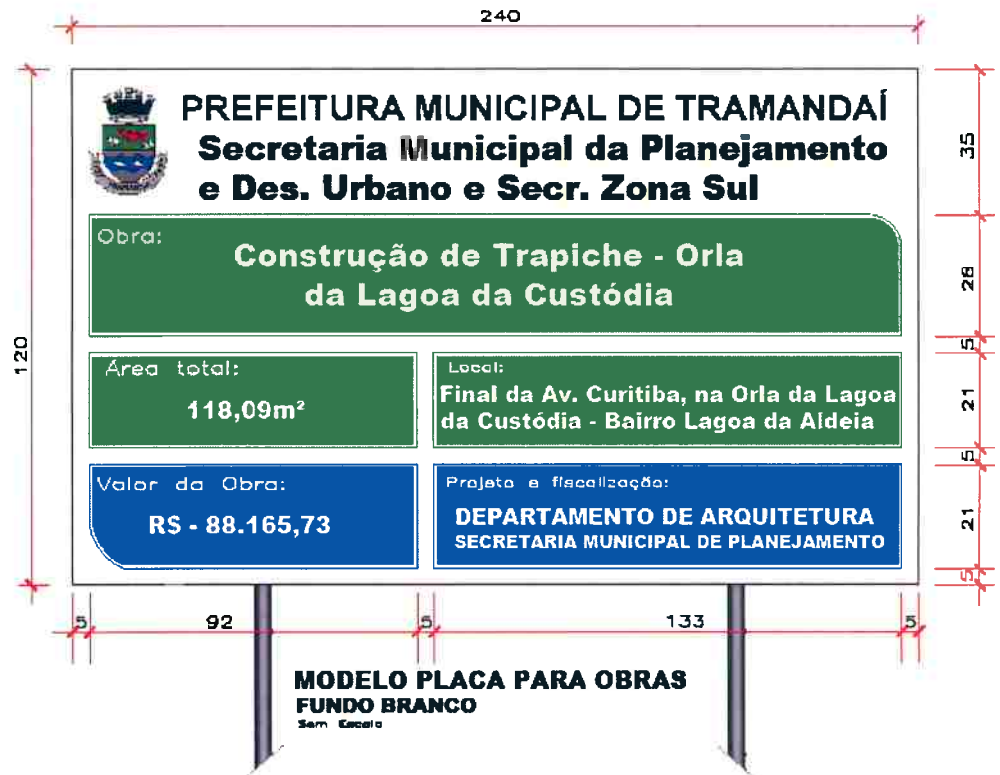 240
PREFEITURA MUNICIPAL DE TRAMANDAÍ
Secretaria Municipal da Planejamento
e Des. Urbano e Secr. Zona Sul
35
Obra:
Construção de Trapiche - Orla
da Lagoa da Custódia
28
120
5
Área total:
118,09m²
Local:
Final da Av. Curitiba, na Orla da Lagoa
da Custódia - Bairro Lagoa da Aldeia
21
5
Valor da Obra:
R$ - 88.165,73
Projeto e fiscalização:
DEPARTAMENTO DE ARQUITETURA
SECRETARIA MUNICIPAL DE PLANEJAMENTO
21
5
5 92 5 133 5
MODELO PLACA PARA OBRAS
FUNDO BRANCO
Sem Escala